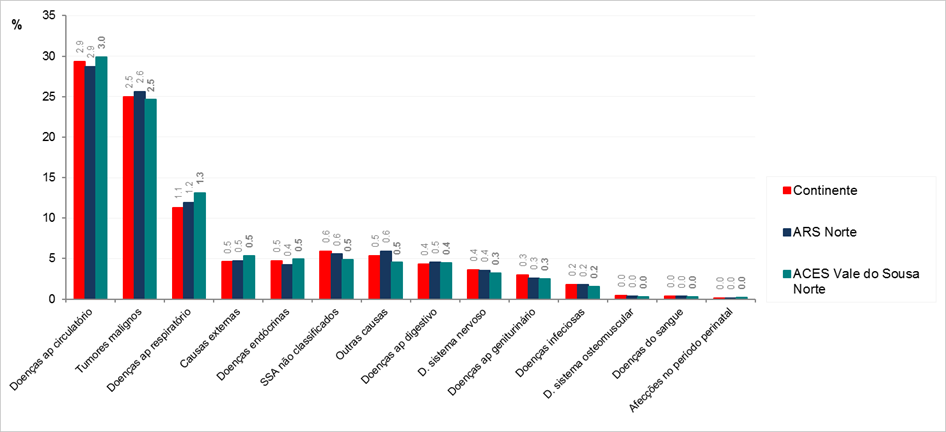 %
35
30
25
20
15
10
5
0
2.9 2.9 3.0
2.5 2.6 2.5
1.1 1.2 1.3
0.5 0.5 0.5
0.5 0.4 0.5
0.6 0.6 0.5
0.5 0.6 0.5
0.4 0.5 0.4
0.4 0.4 0.3
0.3 0.3 0.3
0.2 0.2 0.2
0.0 0.0 0.0
0.0 0.0 0.0
0.0 0.0 0.0
Doenças ap circulatório
Tumores malignos
Doenças ap respiratório
Causas externas
Doenças endócrinas
SSA não classificados
Outras causas
Doenças ap digestivo
D. sistema nervoso
Doenças ap geniturinário
Doenças infeciosas
D. sistema osteomuscular
Doenças do sangue
Afecções no período perinatal
Continente
ARS Norte
ACES Vale do Sousa
Norte